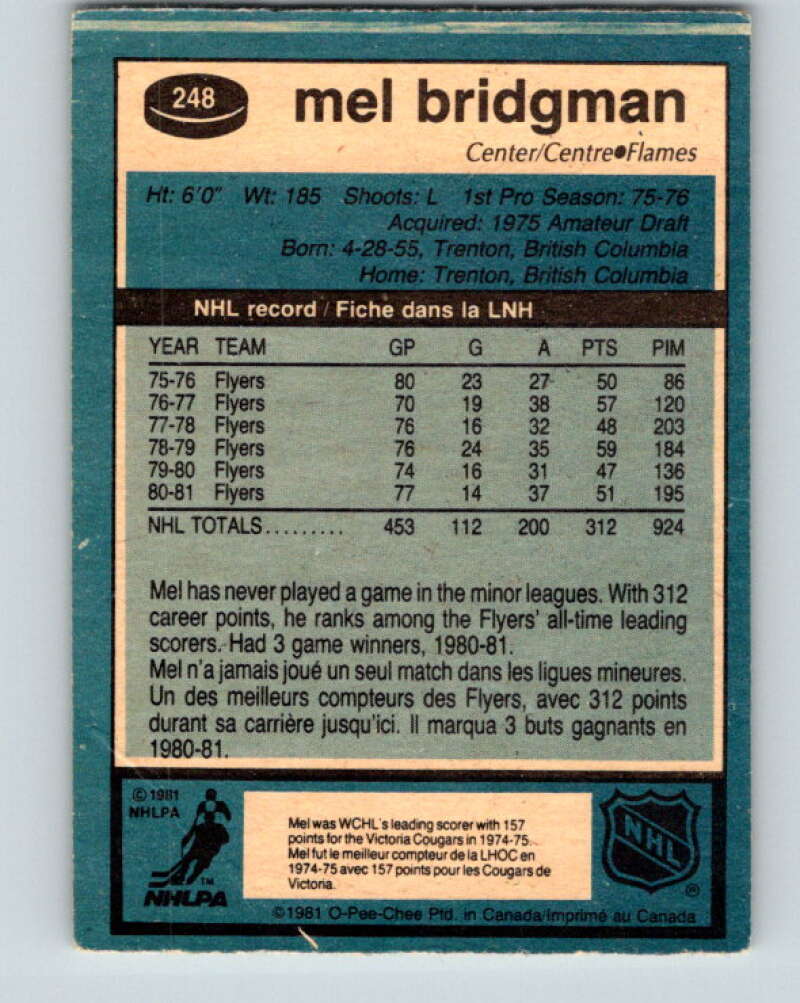 248
mel bridgman
Center/Centre●Flames
Ht: 6'0" Wt: 185 Shoots: L 1st Pro Season: 75-76
Acquired: 1975 Amateur Draft
Born: 4-28-55, Trenton, British Columbia
Home: Trenton, British Columbia
NHL record / Fiche dans la LNH
YEAR TEAM GP G A PTS PIM
75-76 Flyers 80 23 27 50 86
76-77 Flyers 70 19 38 57 120
77-78 Flyers 76 16 32 48 203
78-79 Flyers 76 24 35 59 184
79-80 Flyers 74 16 31 47 136
80-81 Flyers 77 14 37 51 195
NHL TOTALS......... 453 112 200 312 924
Mel has never played a game in the minor leagues. With 312
career points, he ranks among the Flyers' all-time leading
scorers. Had 3 game winners, 1980-81.
Mel n'a jamais joué un seul match dans les ligues mineures.
Un des meilleurs compteurs des Flyers, avec 312 points
durant sa carrière jusqu'ici. Il marqua 3 buts gagnants en
1980-81.
© 1981
NHLPA
TM
NHLPA
Mel was WCHL's leading scorer with 157
points for the Victoria Cougars in 1974-75.
Mel fut le meilleur compteur de la LHOC en
1974-75 avec 157 points pour les Cougars de
Victoria.
NHL
®
©1981 O-Pee-Chee Ptd. in Canada/Imprimé au Canada